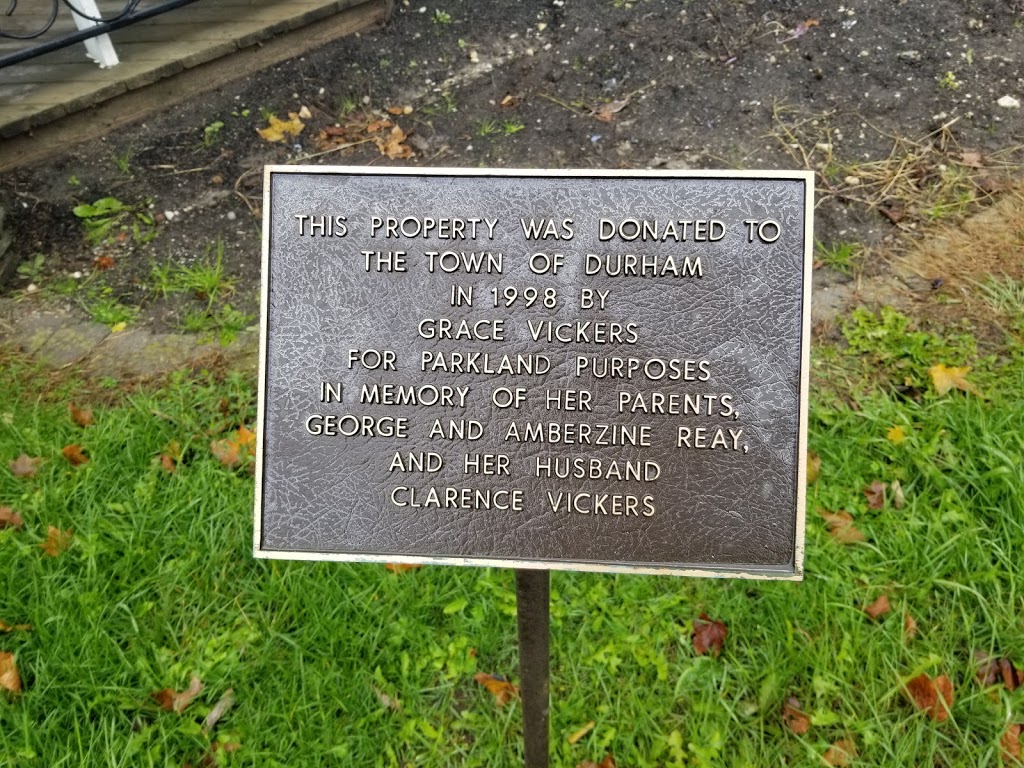 THIS PROPERTY WAS DONATED TO
THE TOWN OF DURHAM
IN 1998 BY
GRACE VICKERS
FOR PARKLAND PURPOSES
IN MEMORY OF HER PARENTS,
GEORGE AND AMBERZINE REAY,
AND HER HUSBAND
CLARENCE VICKERS